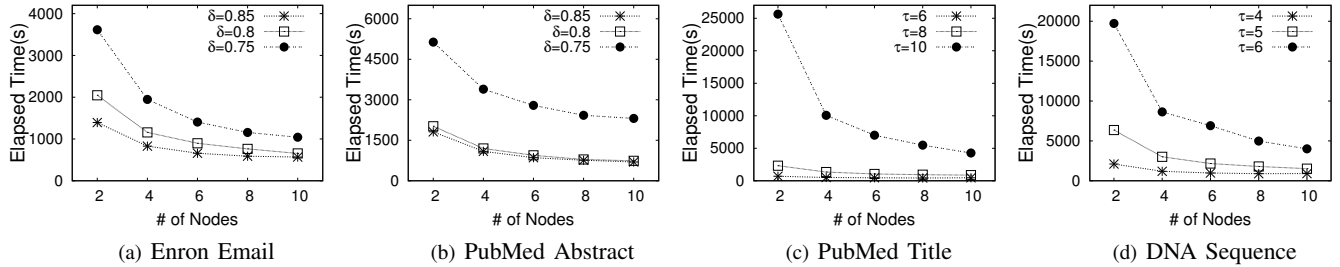 4000
3000
2000
1000
0
Elapsed Time(s)
2 4 6 8 10
# of Nodes
δ=0.85
δ=0.8
δ=0.75
(a) Enron Email
6000
4500
3000
1500
0
Elapsed Time(s)
2 4 6 8 10
# of Nodes
δ=0.85
δ=0.8
δ=0.75
(b) PubMed Abstract
25000
20000
15000
10000
5000
0
Elapsed Time(s)
2 4 6 8 10
# of Nodes
τ=6
τ=8
τ=10
(c) PubMed Title
20000
15000
10000
5000
0
Elapsed Time(s)
2 4 6 8 10
# of Nodes
τ=4
τ=5
τ=6
(d) DNA Sequence